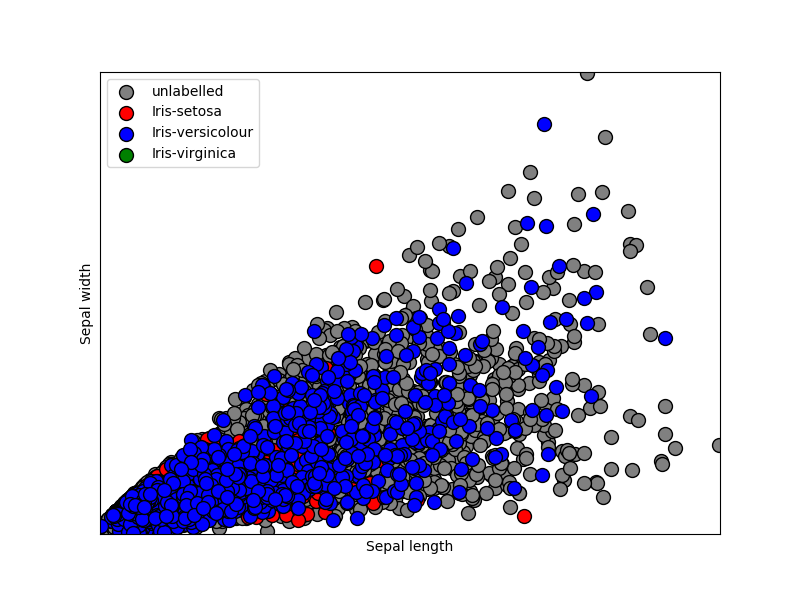 unlabelled
Iris-setosa
Iris-versicolour
Iris-virginica
Sepal width
Sepal length